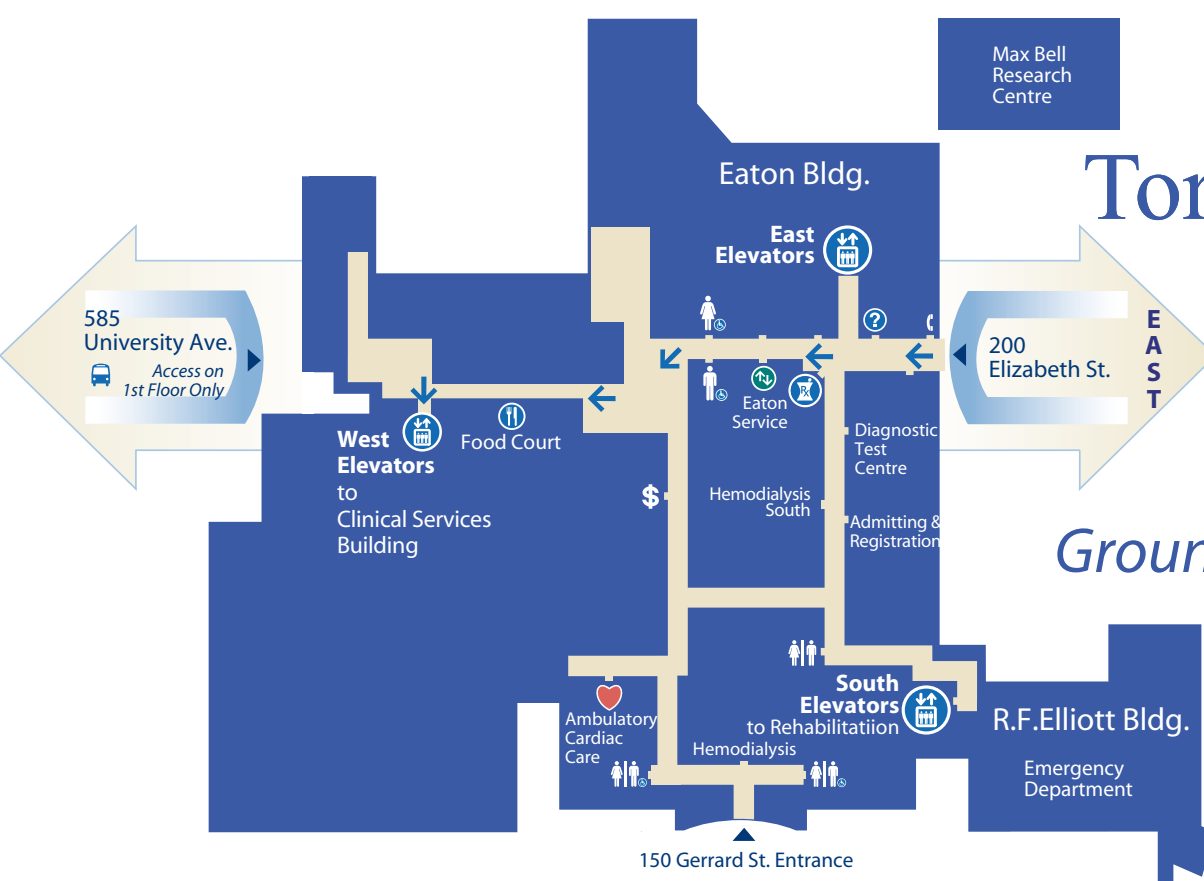 Max Bell
Research
Centre
Eaton Bldg.
Tor
East
Elevators
585
University Ave.
Access on
1st Floor Only
?
200
Elizabeth St.
EAST
Rx
Eaton
Service
West
Elevators
to
Clinical Services
Building
Food Court
Diagnostic
Test
Centre
$
Hemodialysis
South
Admitting &
Registration
Groun
South
Elevators
to Rehabilitatiion
R.F.Elliott Bldg.
Ambulatory
Cardiac
Care
Hemodialysis
Emergency
Department
150 Gerrard St. Entrance